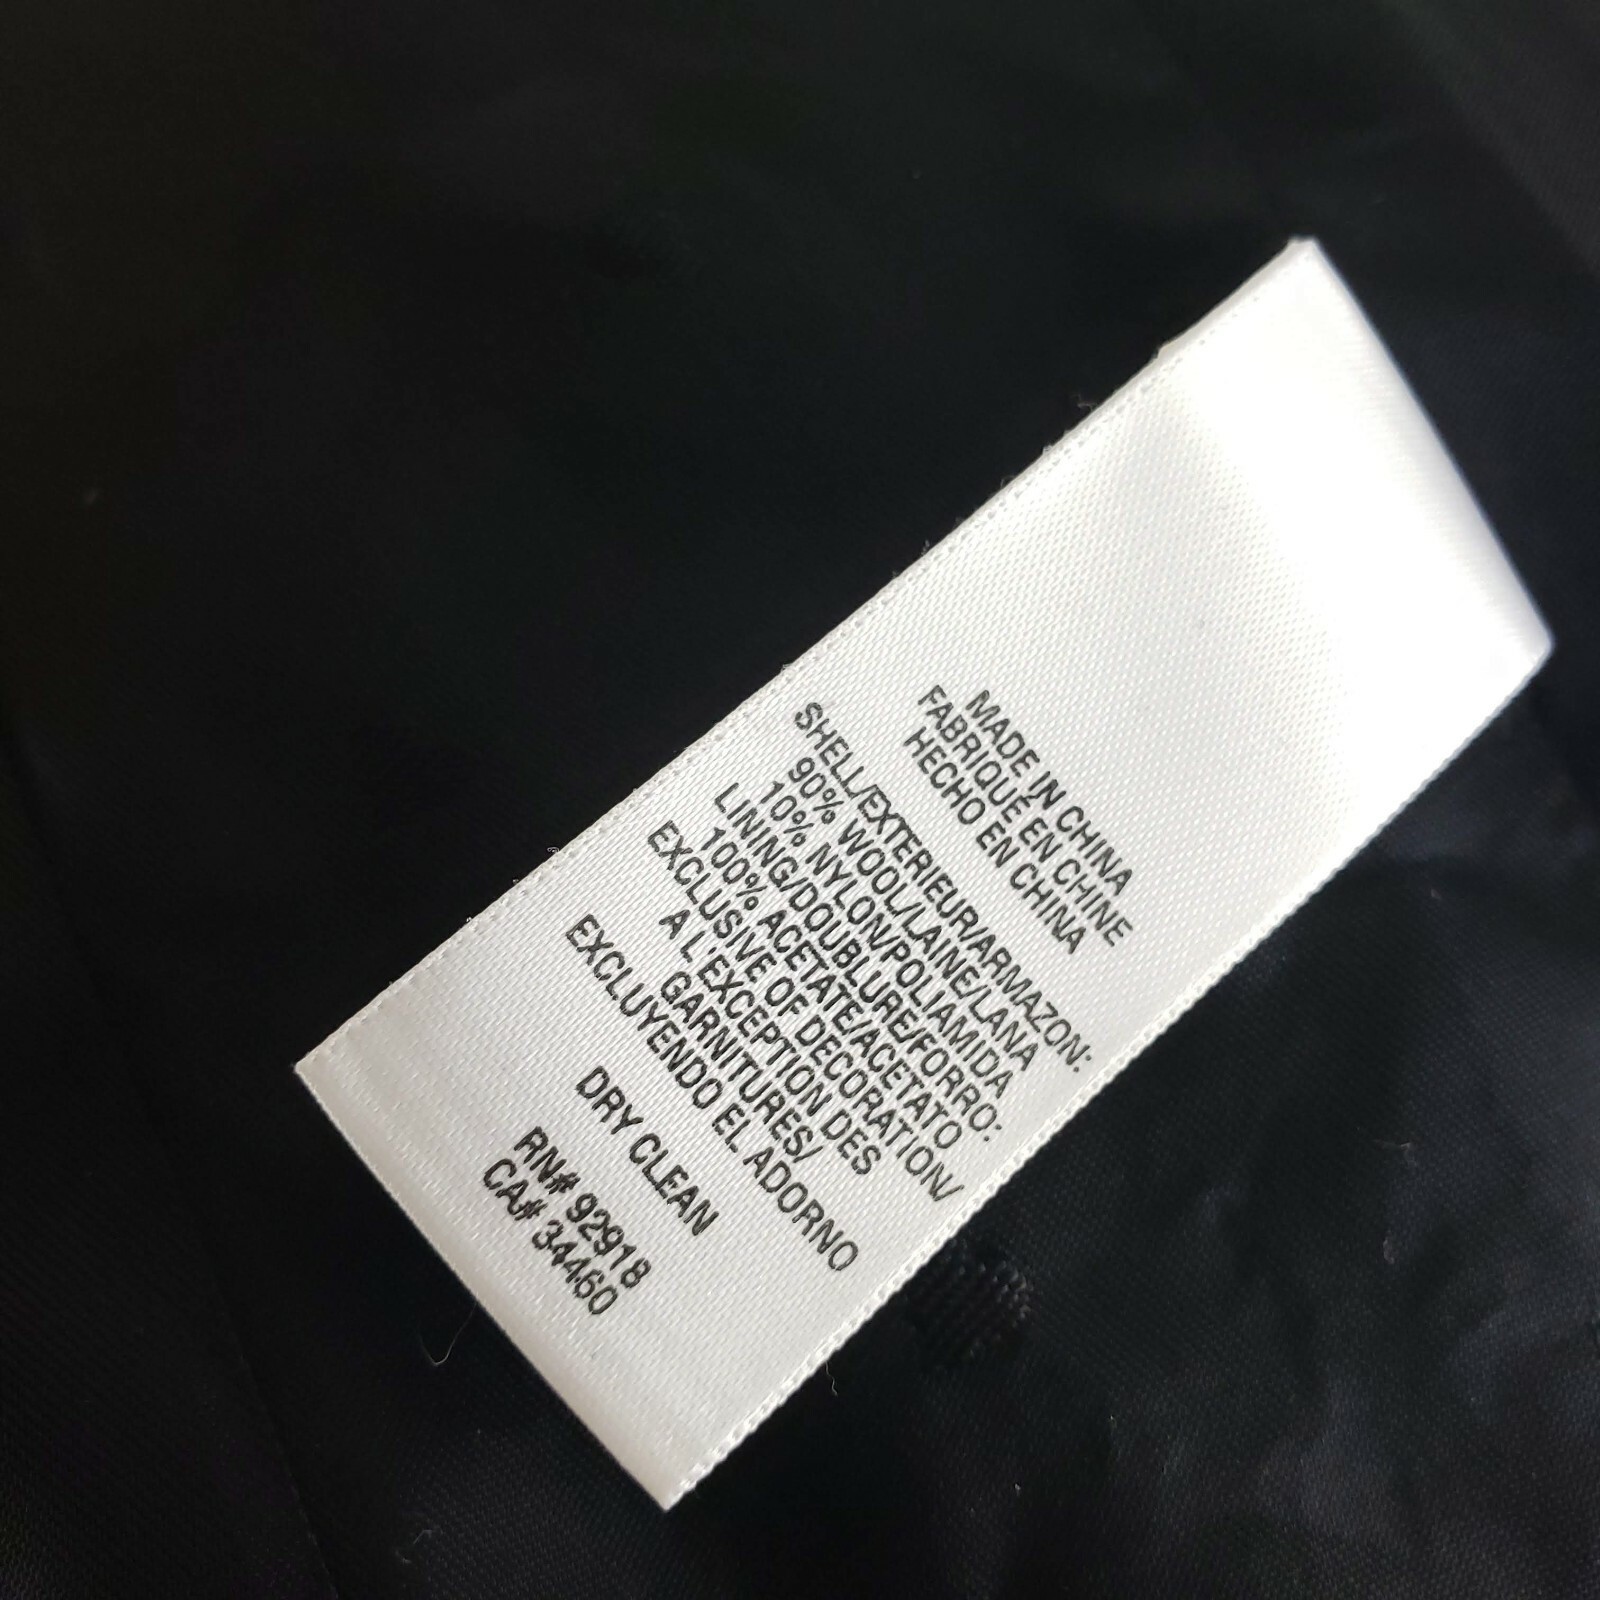 MADE IN CHINA
FABRIQUÉ EN CHINE
HECHO EN CHINA
SHELL/EXTERIEUR/ARMAZON:
90% WOOL/LAINE/LANA
10% NYLON/POLIAMIDA
LINING/DOUBLURE/FORRO:
100% ACETATE/ACETATO
EXCLUSIVE OF DECORATION/
A L'EXCEPTION DES
GARNITURES/
EXCLUYENDO EL ADORNO
DRY CLEAN
RN# 92918
CA# 34460